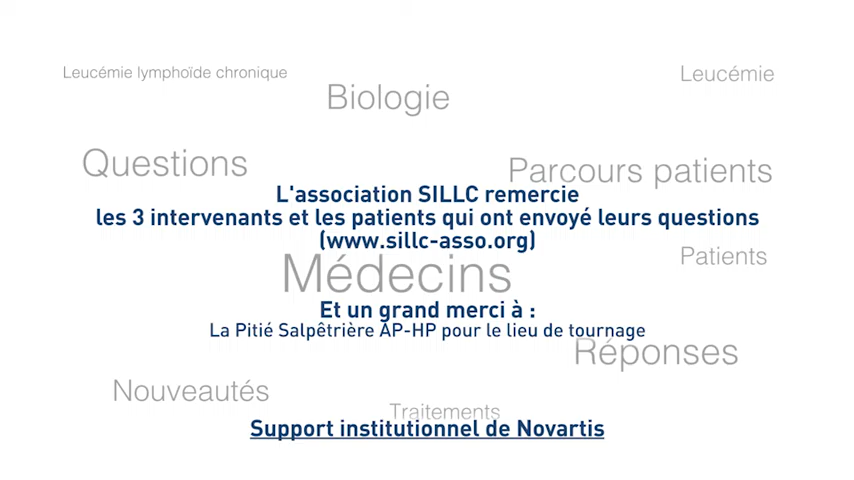 Leucémie lymphoïde chronique
Leucémie
Biologie
Questions
Parcours patients
L'association SILLC remercie
les 3 intervenants et les patients qui ont envoyé leurs questions
(www.sillc-asso.org)
Patients
Médecins
Et un grand merci à :
La Pitié Salpêtrière AP-HP pour le lieu de tournage
Réponses
Nouveautés
Traitements
Support institutionnel de Novartis